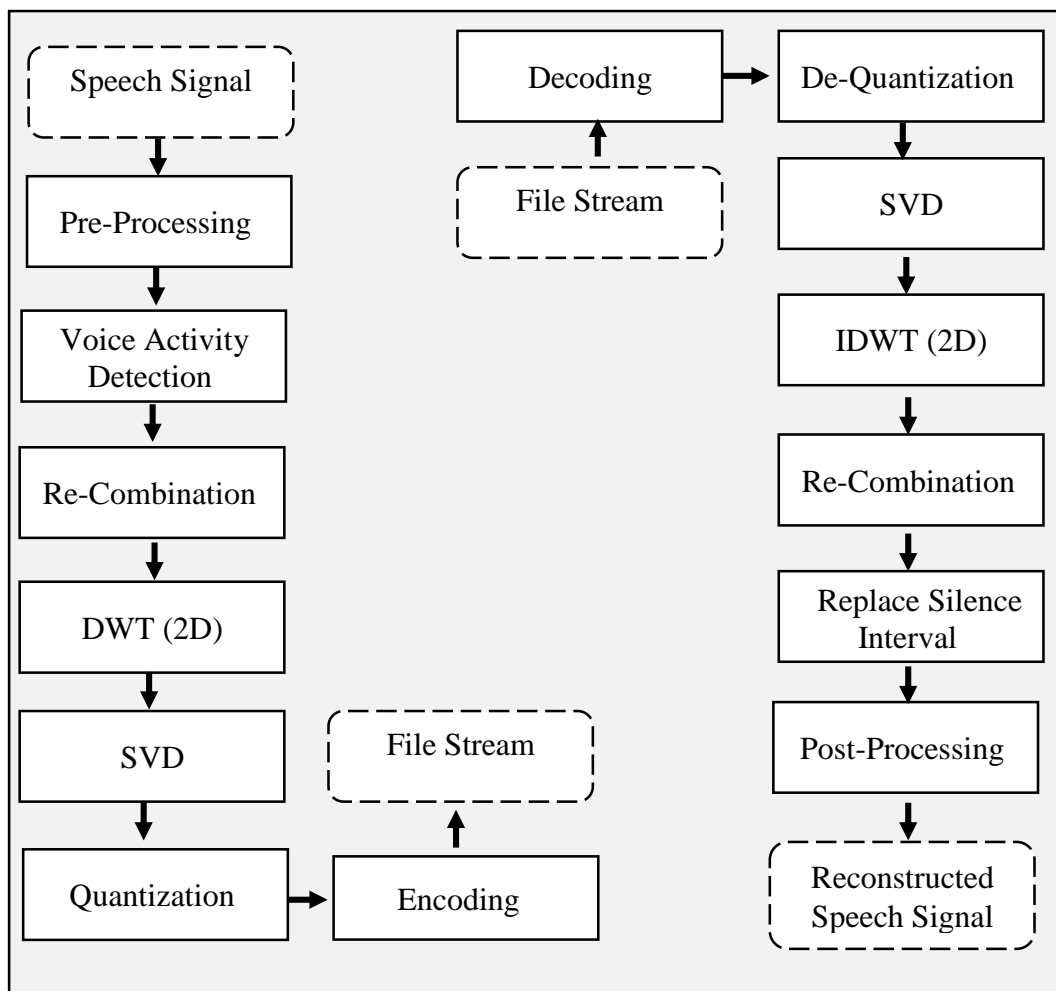 Speech Signal
Pre-Processing
Voice Activity
Detection
Re-Combination
DWT (2D)
SVD
Quantization
Encoding
File Stream
File Stream
Decoding
De-Quantization
SVD
IDWT (2D)
Re-Combination
Replace Silence
Interval
Post-Processing
Reconstructed
Speech Signal